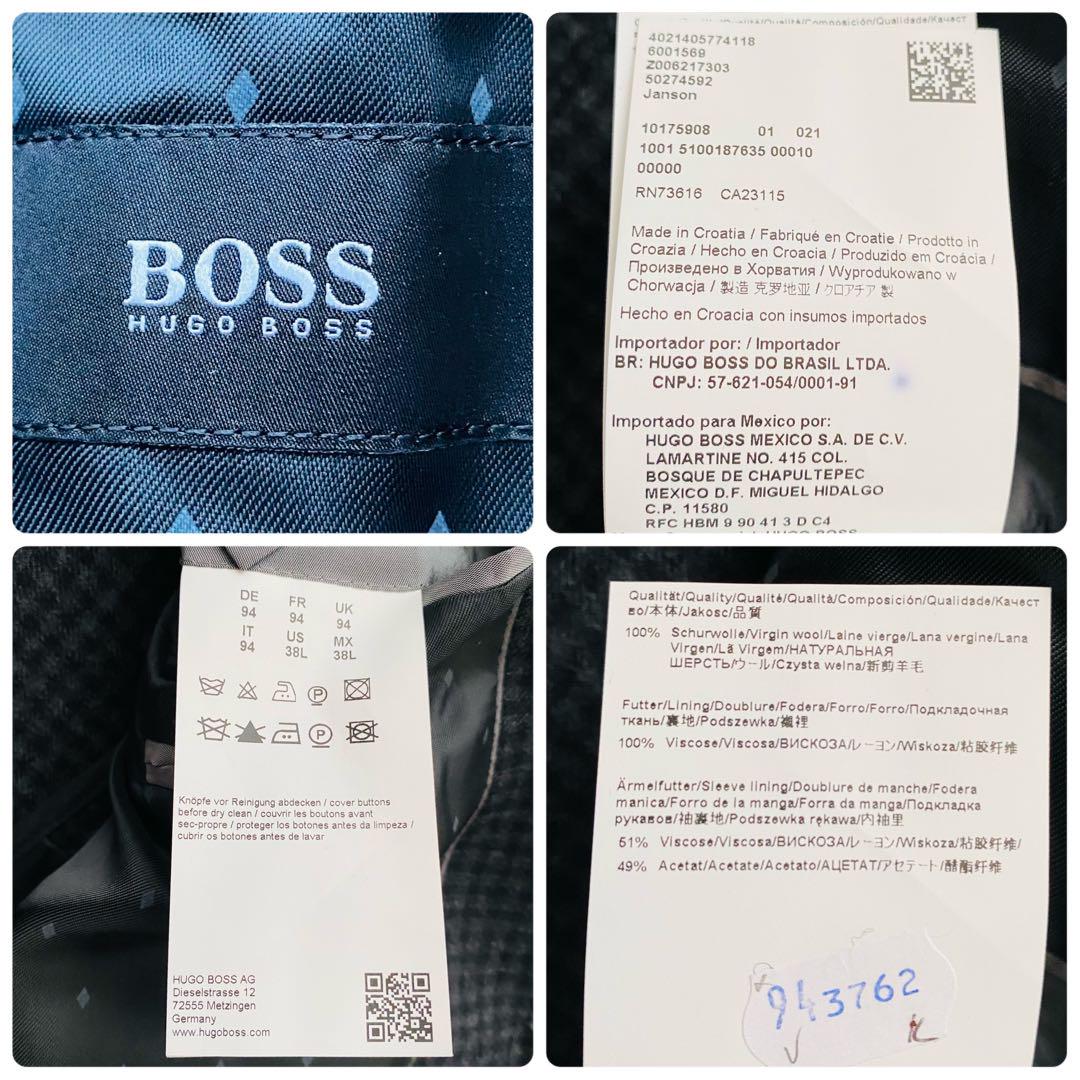 BOSS
HUGO BOSS
4021405774118
6001569
Z006217303
50274592
Janson
10175908 01 021
1001 5100187635 00010
00000
RN73616 CA23115
Made in Croatia / Fabriqué en Croatie / Prodotto in
Croazia / Hecho en Croacia / Produzido em Croácia /
Произведено в Хорватия / Wyprodukowano w
Chorwacja / 製造 克罗地亚 / クロアチア 製
Hecho en Croacia con insumos importados
Importador por: / Importador
BR: HUGO BOSS DO BRASIL LTDA.
CNPJ: 57-621-054/0001-91
Importado para Mexico por:
HUGO BOSS MEXICO S.A. DE C.V.
LAMARTINE NO. 415 COL.
BOSQUE DE CHAPULTEPEC
MEXICO D.F. MIGUEL HIDALGO
C.P. 11580
RFC HBM 9 90 41 3 D C4
DE FR UK
94 94 94
IT US MX
94 38L 38L
Knöpfe vor Reinigung abdecken / cover buttons
before dry clean / couvrir les boutons avant
sec-propre / proteger los botones antes da limpeza /
cubrir os botones antes de lavar
HUGO BOSS AG
Dieselstrasse 12
72555 Metzingen
Germany
www.hugoboss.com
Qualität/Quality/Qualité/Qualità/Composición/Qualidade/Качест
во/本体/Jakosc/品質
100% Schurwolle/Virgin wool/Laine vierge/Lana vergine/Lana
Virgen/Lã Virgem/НАТУРАЛЬНАЯ
ШЕРСТЬ/ウール/Czysta welna/新剪羊毛
Futter/Lining/Doublure/Fodera/Forro/Forro/Подкладочная
ткань/裏地/Podszewka/襯裡
100% Viscose/Viscosa/ВИСКОЗА/レーヨン/Wiskoza/粘胶纤维
Ärmelfutter/Sleeve lining/Doublure de manche/Fodera
manica/Forro de la manga/Forra da manga/Подкладка
рукавов/袖裏地/Podszewka rękawa/内袖里
51% Viscose/Viscosa/ВИСКОЗА/レーヨン/Wiskoza/粘胶纤维/
49% Acetat/Acetate/Acetato/АЦЕТАТ/アセテート/醋酯纤维
943762